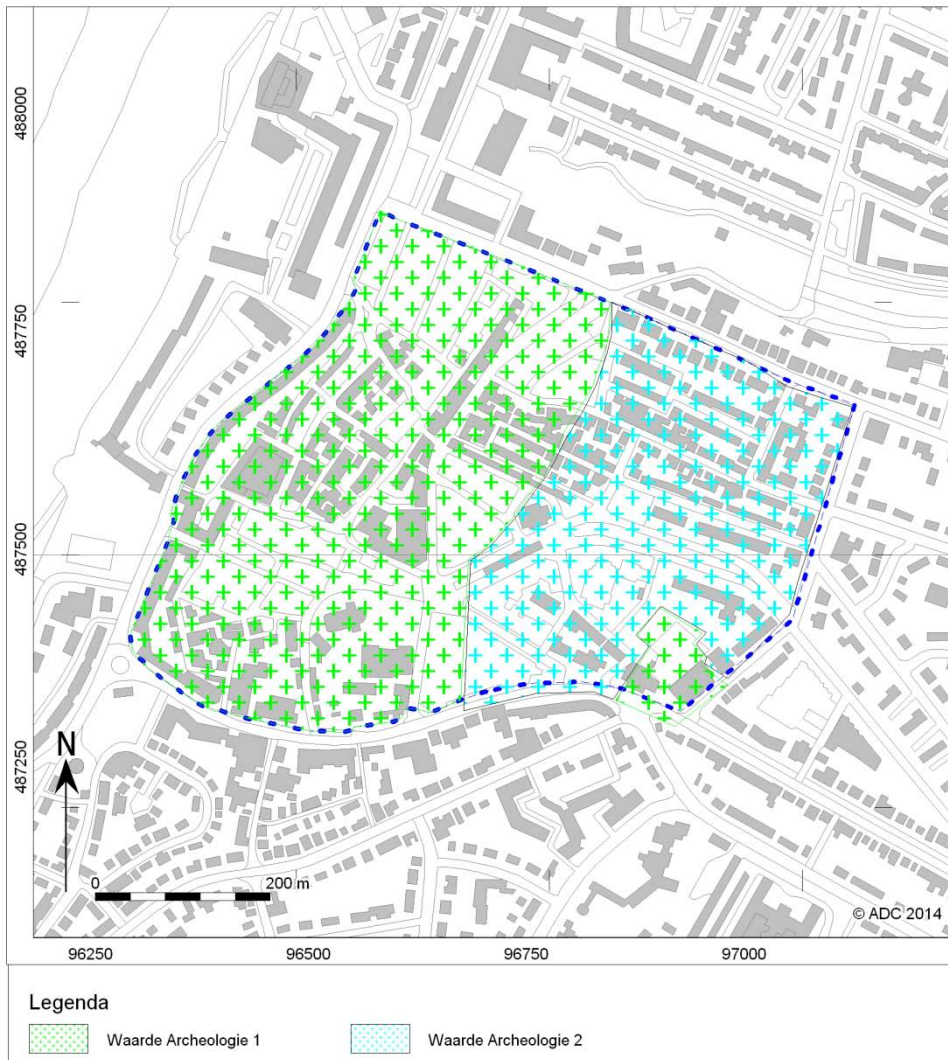 488000
487750
487500
487250
N
0 200 m
© ADC 2014
96250 96500 96750 97000
Legenda
Waarde Archeologie 1 Waarde Archeologie 2